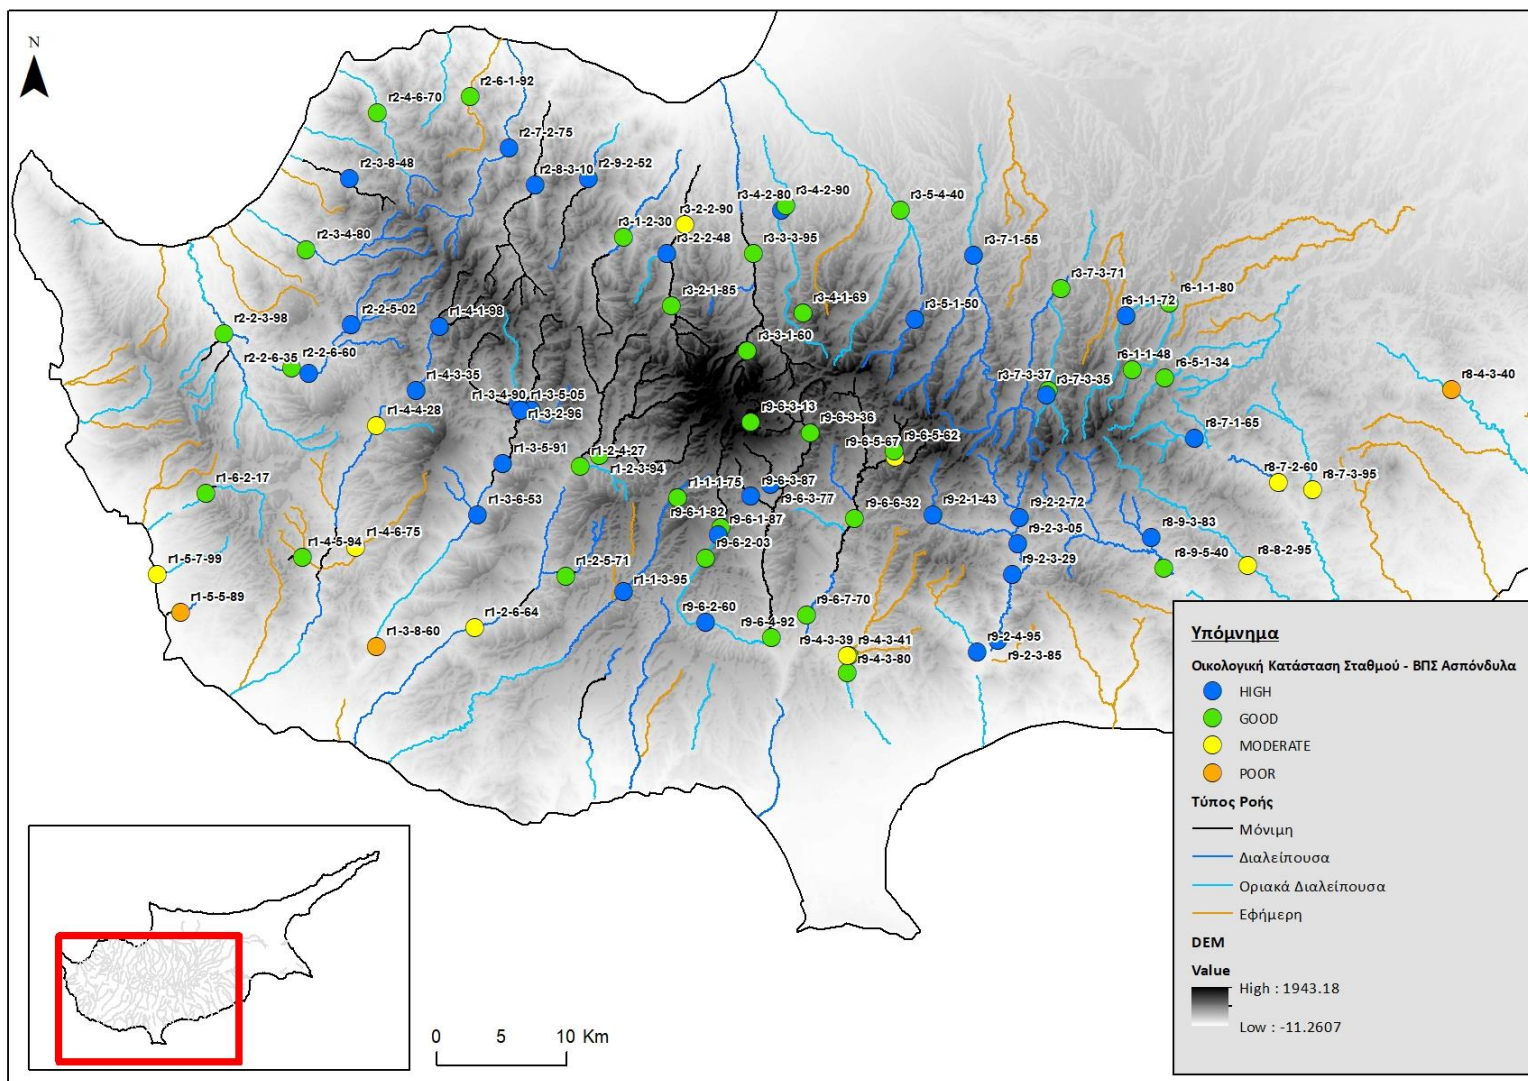 N
r2-6-1-92
r2-4-6-70
r2-7-2-75
r2-3-8-48
r2-8-3-10
r2-9-2-52
r3-4-2-80
r3-4-2-90
r3-2-2-90
r3-5-4-40
r3-1-2-30
r2-3-4-80
r3-2-2-48
r3-3-3-95
r3-7-1-55
r3-7-3-71
r6-1-1-80
r3-2-1-85
r3-4-1-69
r3-5-1-50
r6-1-1-72
r2-2-5-02
r1-4-1-98
r2-2-3-98
r3-3-1-60
r2-2-6-35
r2-2-6-60
r6-1-1-48
r6-5-1-34
r3-7-3-37
r3-7-3-35
r8-4-3-40
r1-4-3-35
r1-3-4-90
r1-3-5-05
r1-3-2-96
r9-6-3-13
r1-4-4-28
r9-6-3-36
r8-7-1-65
r9-6-5-67
r9-6-5-62
r1-3-5-91
r1-2-4-27
r1-2-3-94
r8-7-2-60
r8-7-3-95
r1-6-2-17
r1-1-1-75
r9-6-3-87
r9-6-3-77
r1-3-6-53
r9-6-6-32
r9-2-1-43
r9-2-2-72
r9-6-1-82
r9-6-1-87
r8-9-3-83
r1-4-6-75
r1-4-5-94
r9-6-2-03
r9-2-3-05
r8-9-5-40
r8-8-2-95
r1-5-7-99
r1-2-5-71
r9-2-3-29
r1-1-3-95
r1-5-5-89
r1-2-6-64
r9-6-2-60
r9-6-7-70
r9-6-4-92
r9-4-3-39
r9-4-3-41
r9-2-4-95
r1-3-8-60
r9-4-3-80
r9-2-3-85
Υπόμνημα
Οικολογική Κατάσταση Σταθμού - ΒΠΣ Ασπόνδυλα
HIGH
GOOD
MODERATE
POOR
Τύπος Ροής
Μόνιμη
Διαλείπουσα
Οριακά Διαλείπουσα
Εφήμερη
DEM
Value
High : 1943.18
Low : -11.2607
0 5 10 Km